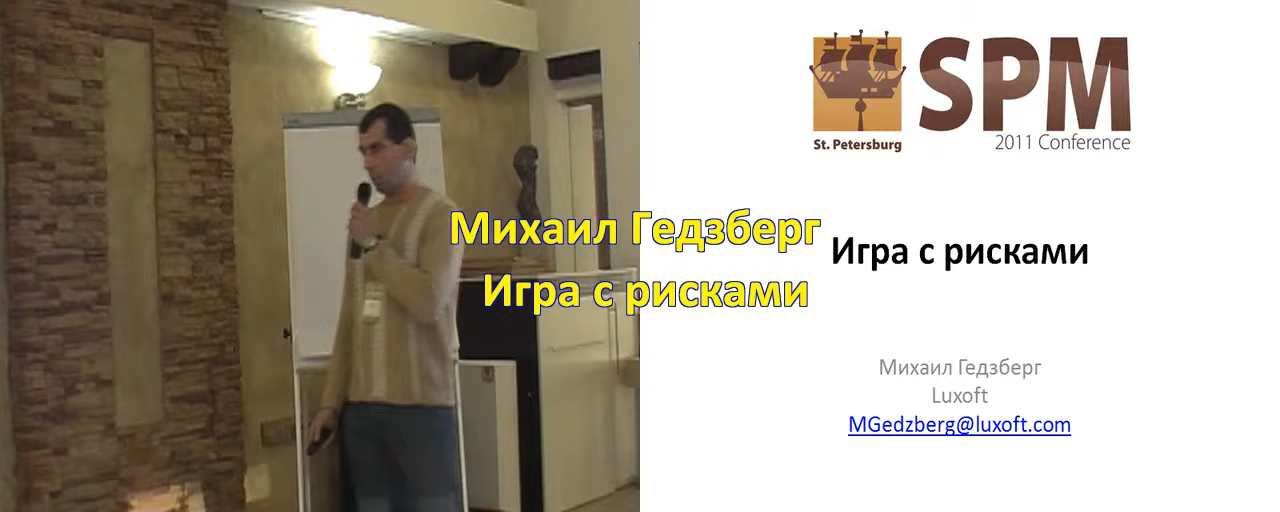 SPM
St. Petersburg
2011 Conference
Михаил Гедзберг
Игра с рисками
Игра с рисками
Михаил Гедзберг
Luxoft
MGedzberg@luxoft.com